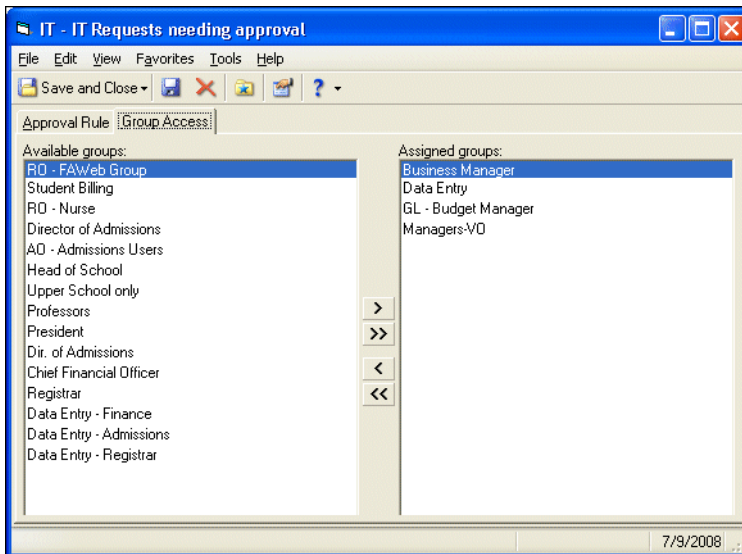 IT - IT Requests needing approval
File Edit View Favorites Tools Help
Save and Close
Approval Rule Group Access
Available groups:
RO - FAWeb Group
Student Billing
RO - Nurse
Director of Admissions
AO - Admissions Users
Head of School
Upper School only
Professors
President
Dir. of Admissions
Chief Financial Officer
Registrar
Data Entry - Finance
Data Entry - Admissions
Data Entry - Registrar
>
>>
<
<<
Assigned groups:
Business Manager
Data Entry
GL - Budget Manager
Managers-VO
7/9/2008